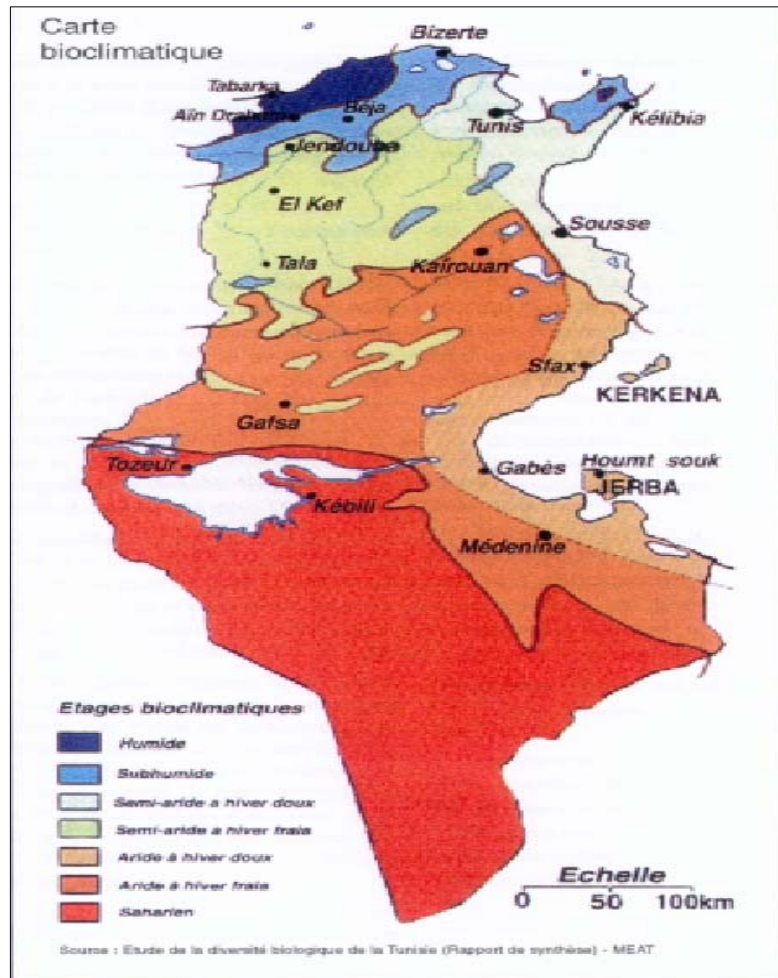 Carte
bioclimatique
Bizerte
Tabarka
Aïn Draham
Béja
Tunis
Kélibia
Jendouba
El Kef
Sousse
Tala
Kaïrouan
Sfax
KERKENA
Gafsa
Tozeur
Gabès
Houmt souk
JERBA
Kébili
Médenine
Etages bioclimatiques
Humide
Subhumide
Semi-aride a hiver doux
Semi-aride a hiver frais
Aride à hiver doux
Aride à hiver frais
Saharien
Echelle
0 50 100km
Source : Etude de la diversité biologique de la Tunisie (Rapport de synthèse) - MEAT